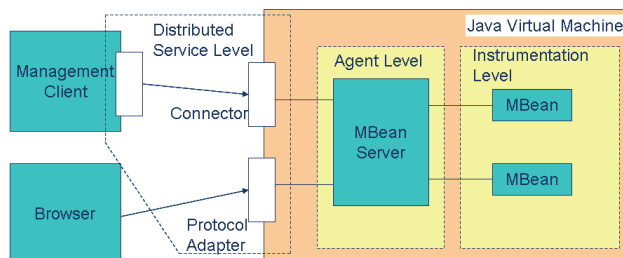 Java Virtual Machine
Distributed
Service Level
Management
Client
Connector
Agent Level
Instrumentation
Level
MBean
Server
MBean
MBean
Browser
Protocol
Adapter